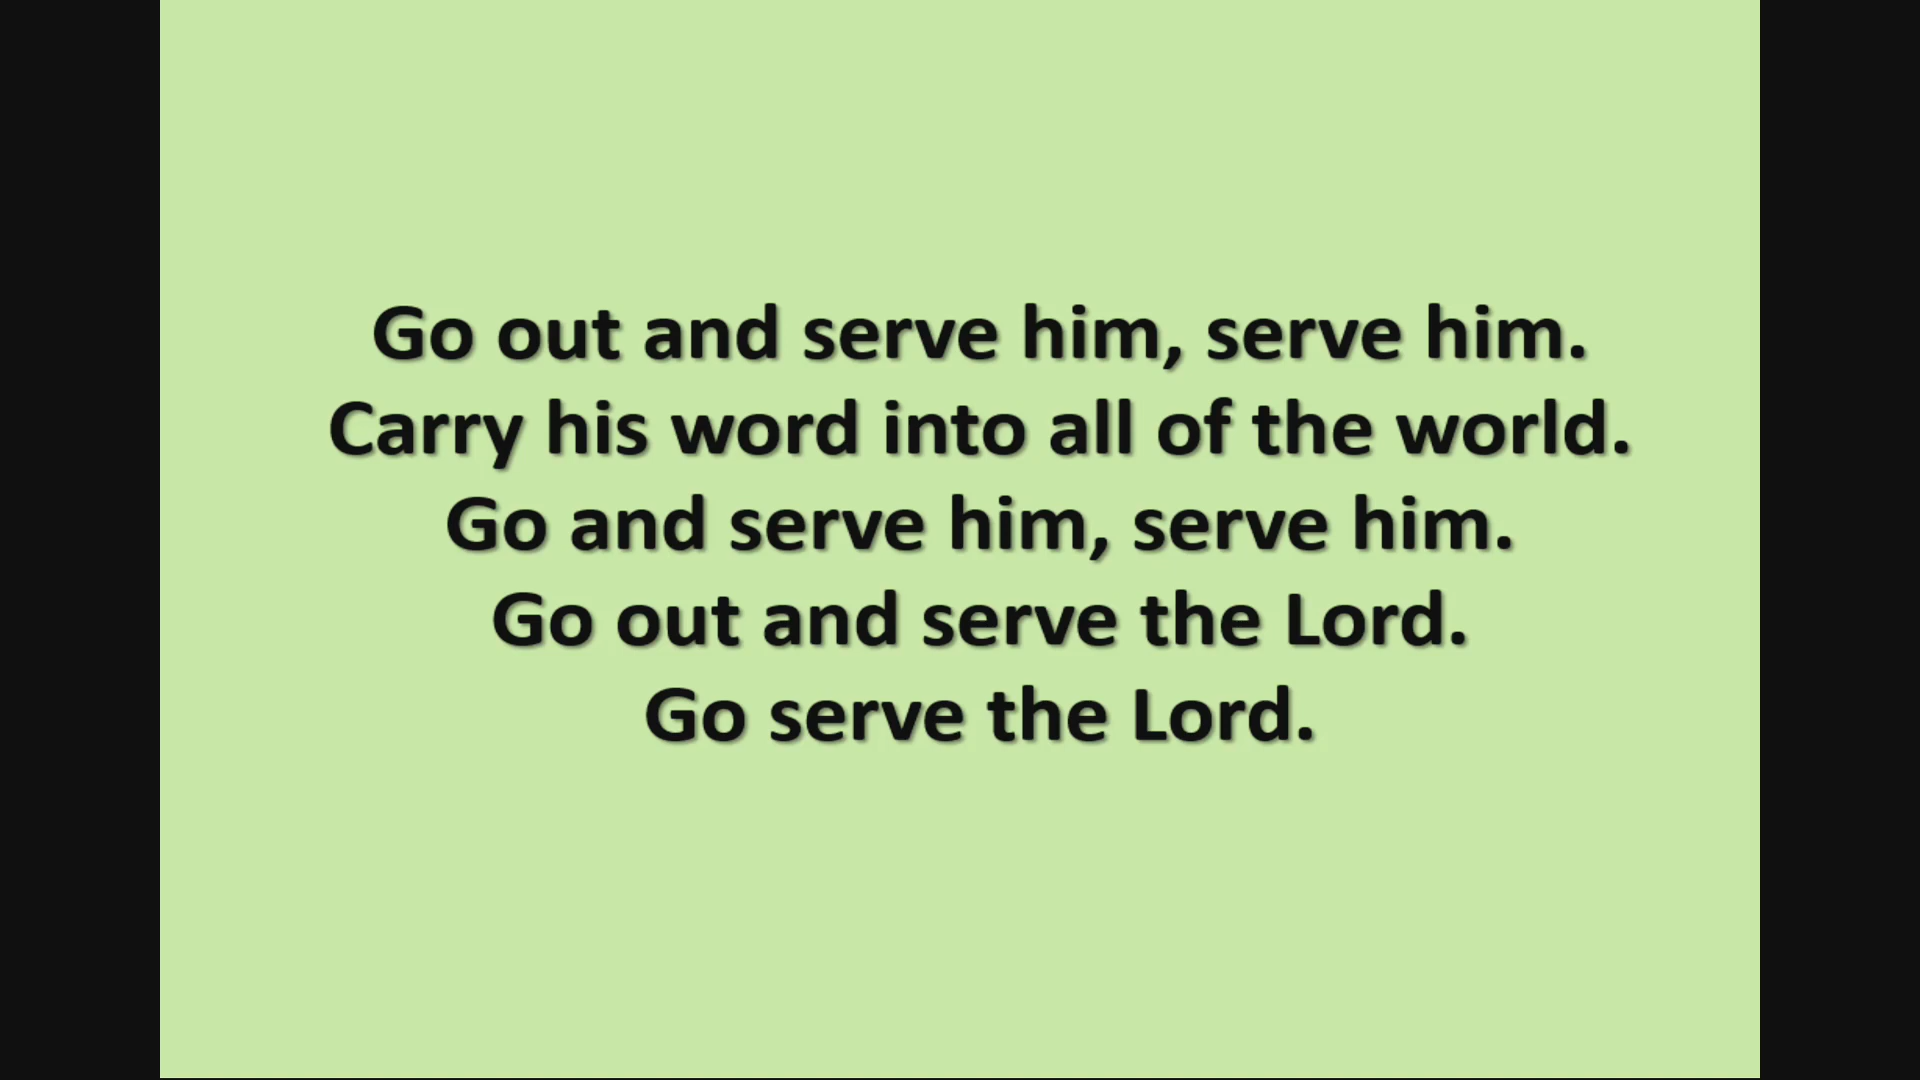 Go out and serve him, serve him.
Carry his word into all of the world.
Go and serve him, serve him.
Go out and serve the Lord.
Go serve the Lord.